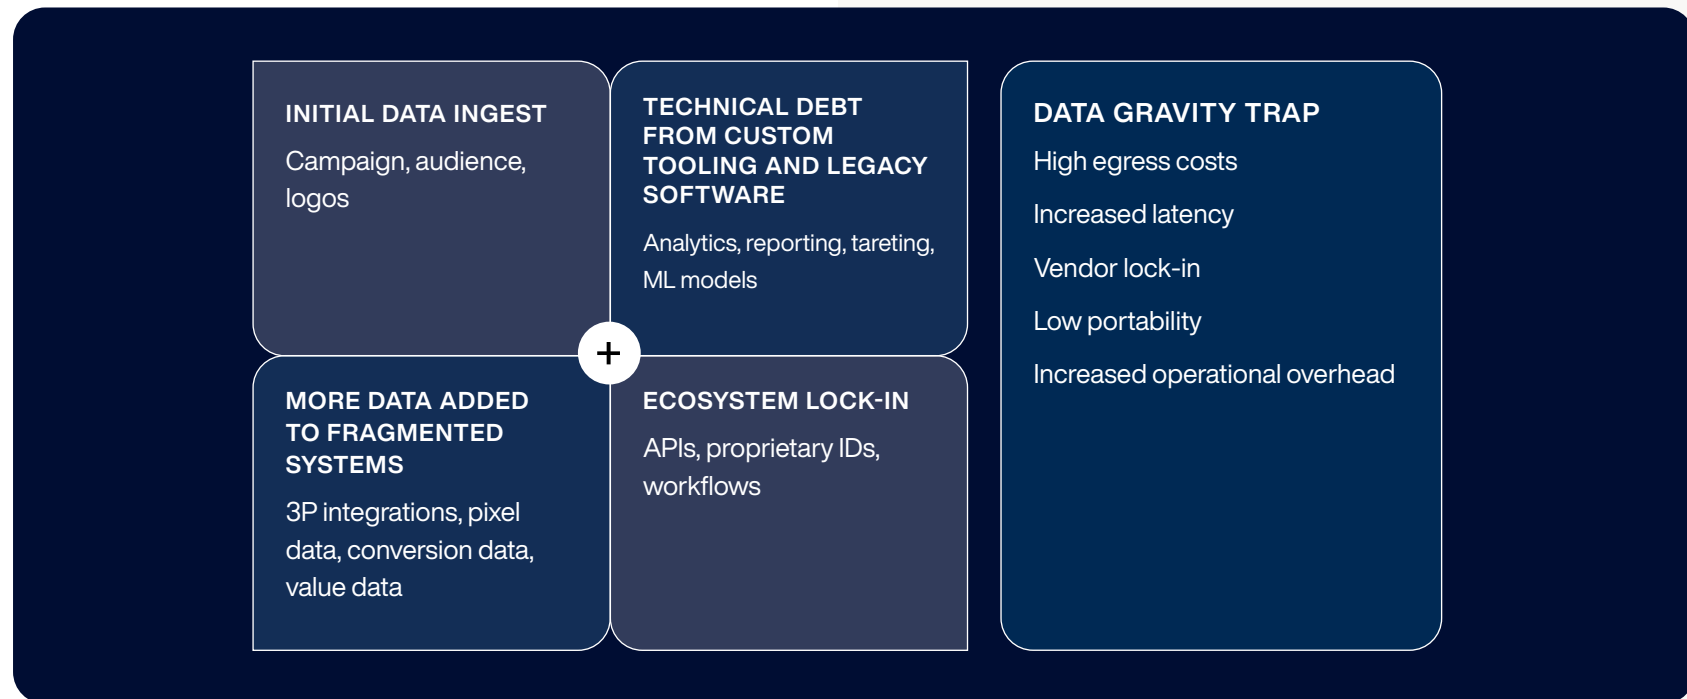 INITIAL DATA INGEST
Campaign, audience,
logos
TECHNICAL DEBT
FROM CUSTOM
TOOLING AND LEGACY
SOFTWARE
Analytics, reporting, tareting,
ML models
+
MORE DATA ADDED
TO FRAGMENTED
SYSTEMS
3P integrations, pixel
data, conversion data,
value data
ECOSYSTEM LOCK-IN
APIs, proprietary IDs,
workflows
DATA GRAVITY TRAP
High egress costs
Increased latency
Vendor lock-in
Low portability
Increased operational overhead